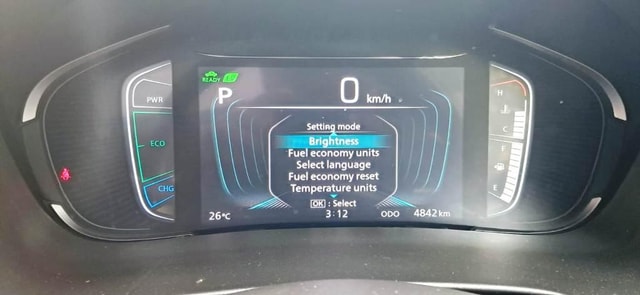 READY
P
0 km/h
PWR
ECO
CHG
Setting mode
Brightness
Fuel economy units
Select language
Fuel economy reset
Temperature units
OK : Select
26°C
3:12
ODO 4842 km
H
C
F
E